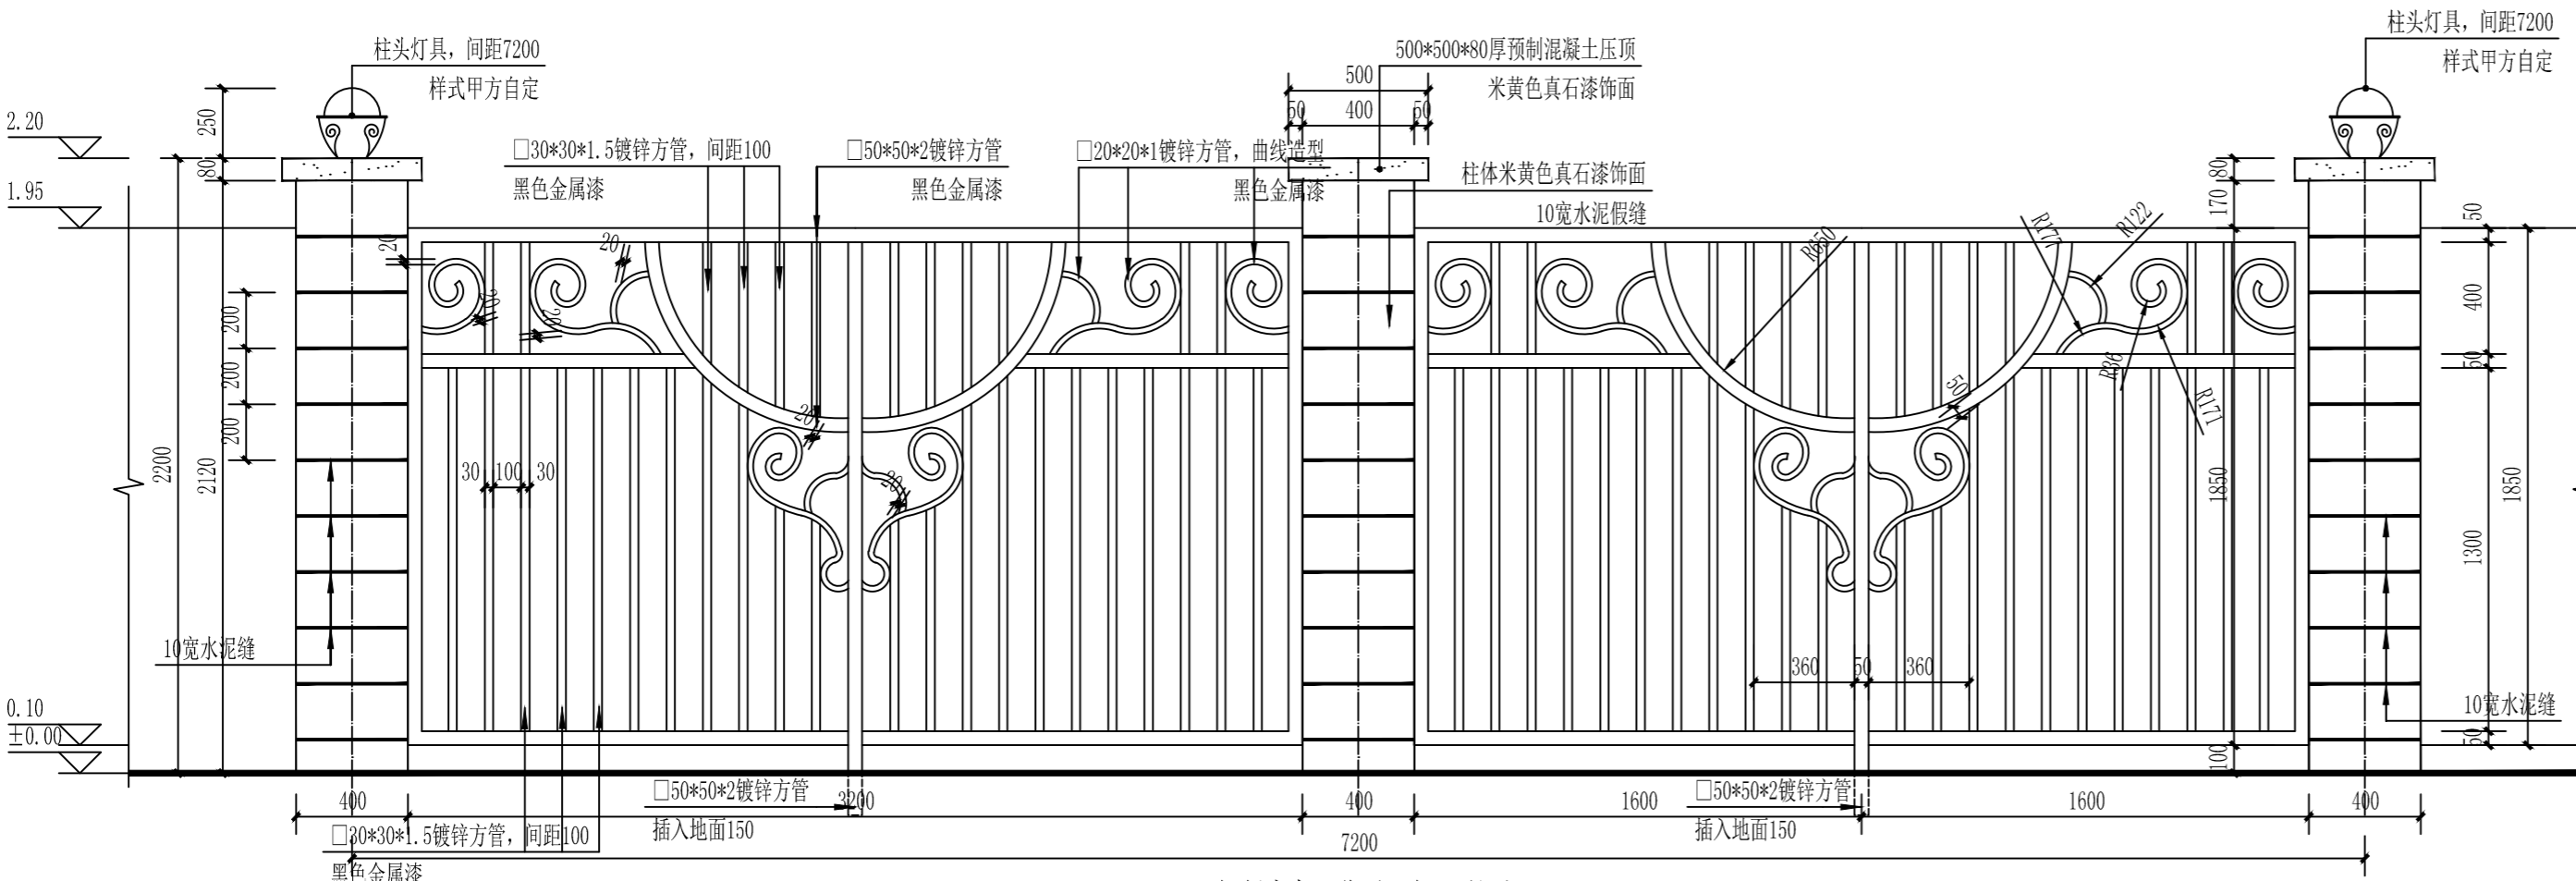 柱头灯具，间距7200
样式甲方自定
500*500*80厚预制混凝土压顶
米黄色真石漆饰面
柱头灯具，间距7200
样式甲方自定
500
50 400 50
2.20
250
80
□30*30*1.5镀锌方管，间距100
黑色金属漆
□50*50*2镀锌方管
黑色金属漆
□20*20*1镀锌方管，曲线造型
黑色金属漆
柱体米黄色真石漆饰面
10宽水泥假缝
80
170
1.95
R650
R177
R122
R36
R171
50
20
20
20
20
20
20
50
400
50
1300
50
200
200
200
2200
2120
30 100 30
1850
1850
10宽水泥缝
360 50 360
10宽水泥缝
0.10
±0.00
100
□50*50*2镀锌方管
插入地面150
□50*50*2镀锌方管
插入地面150
400 3200 400 1600 1600 400
□30*30*1.5镀锌方管，间距100
黑色金属漆
7200